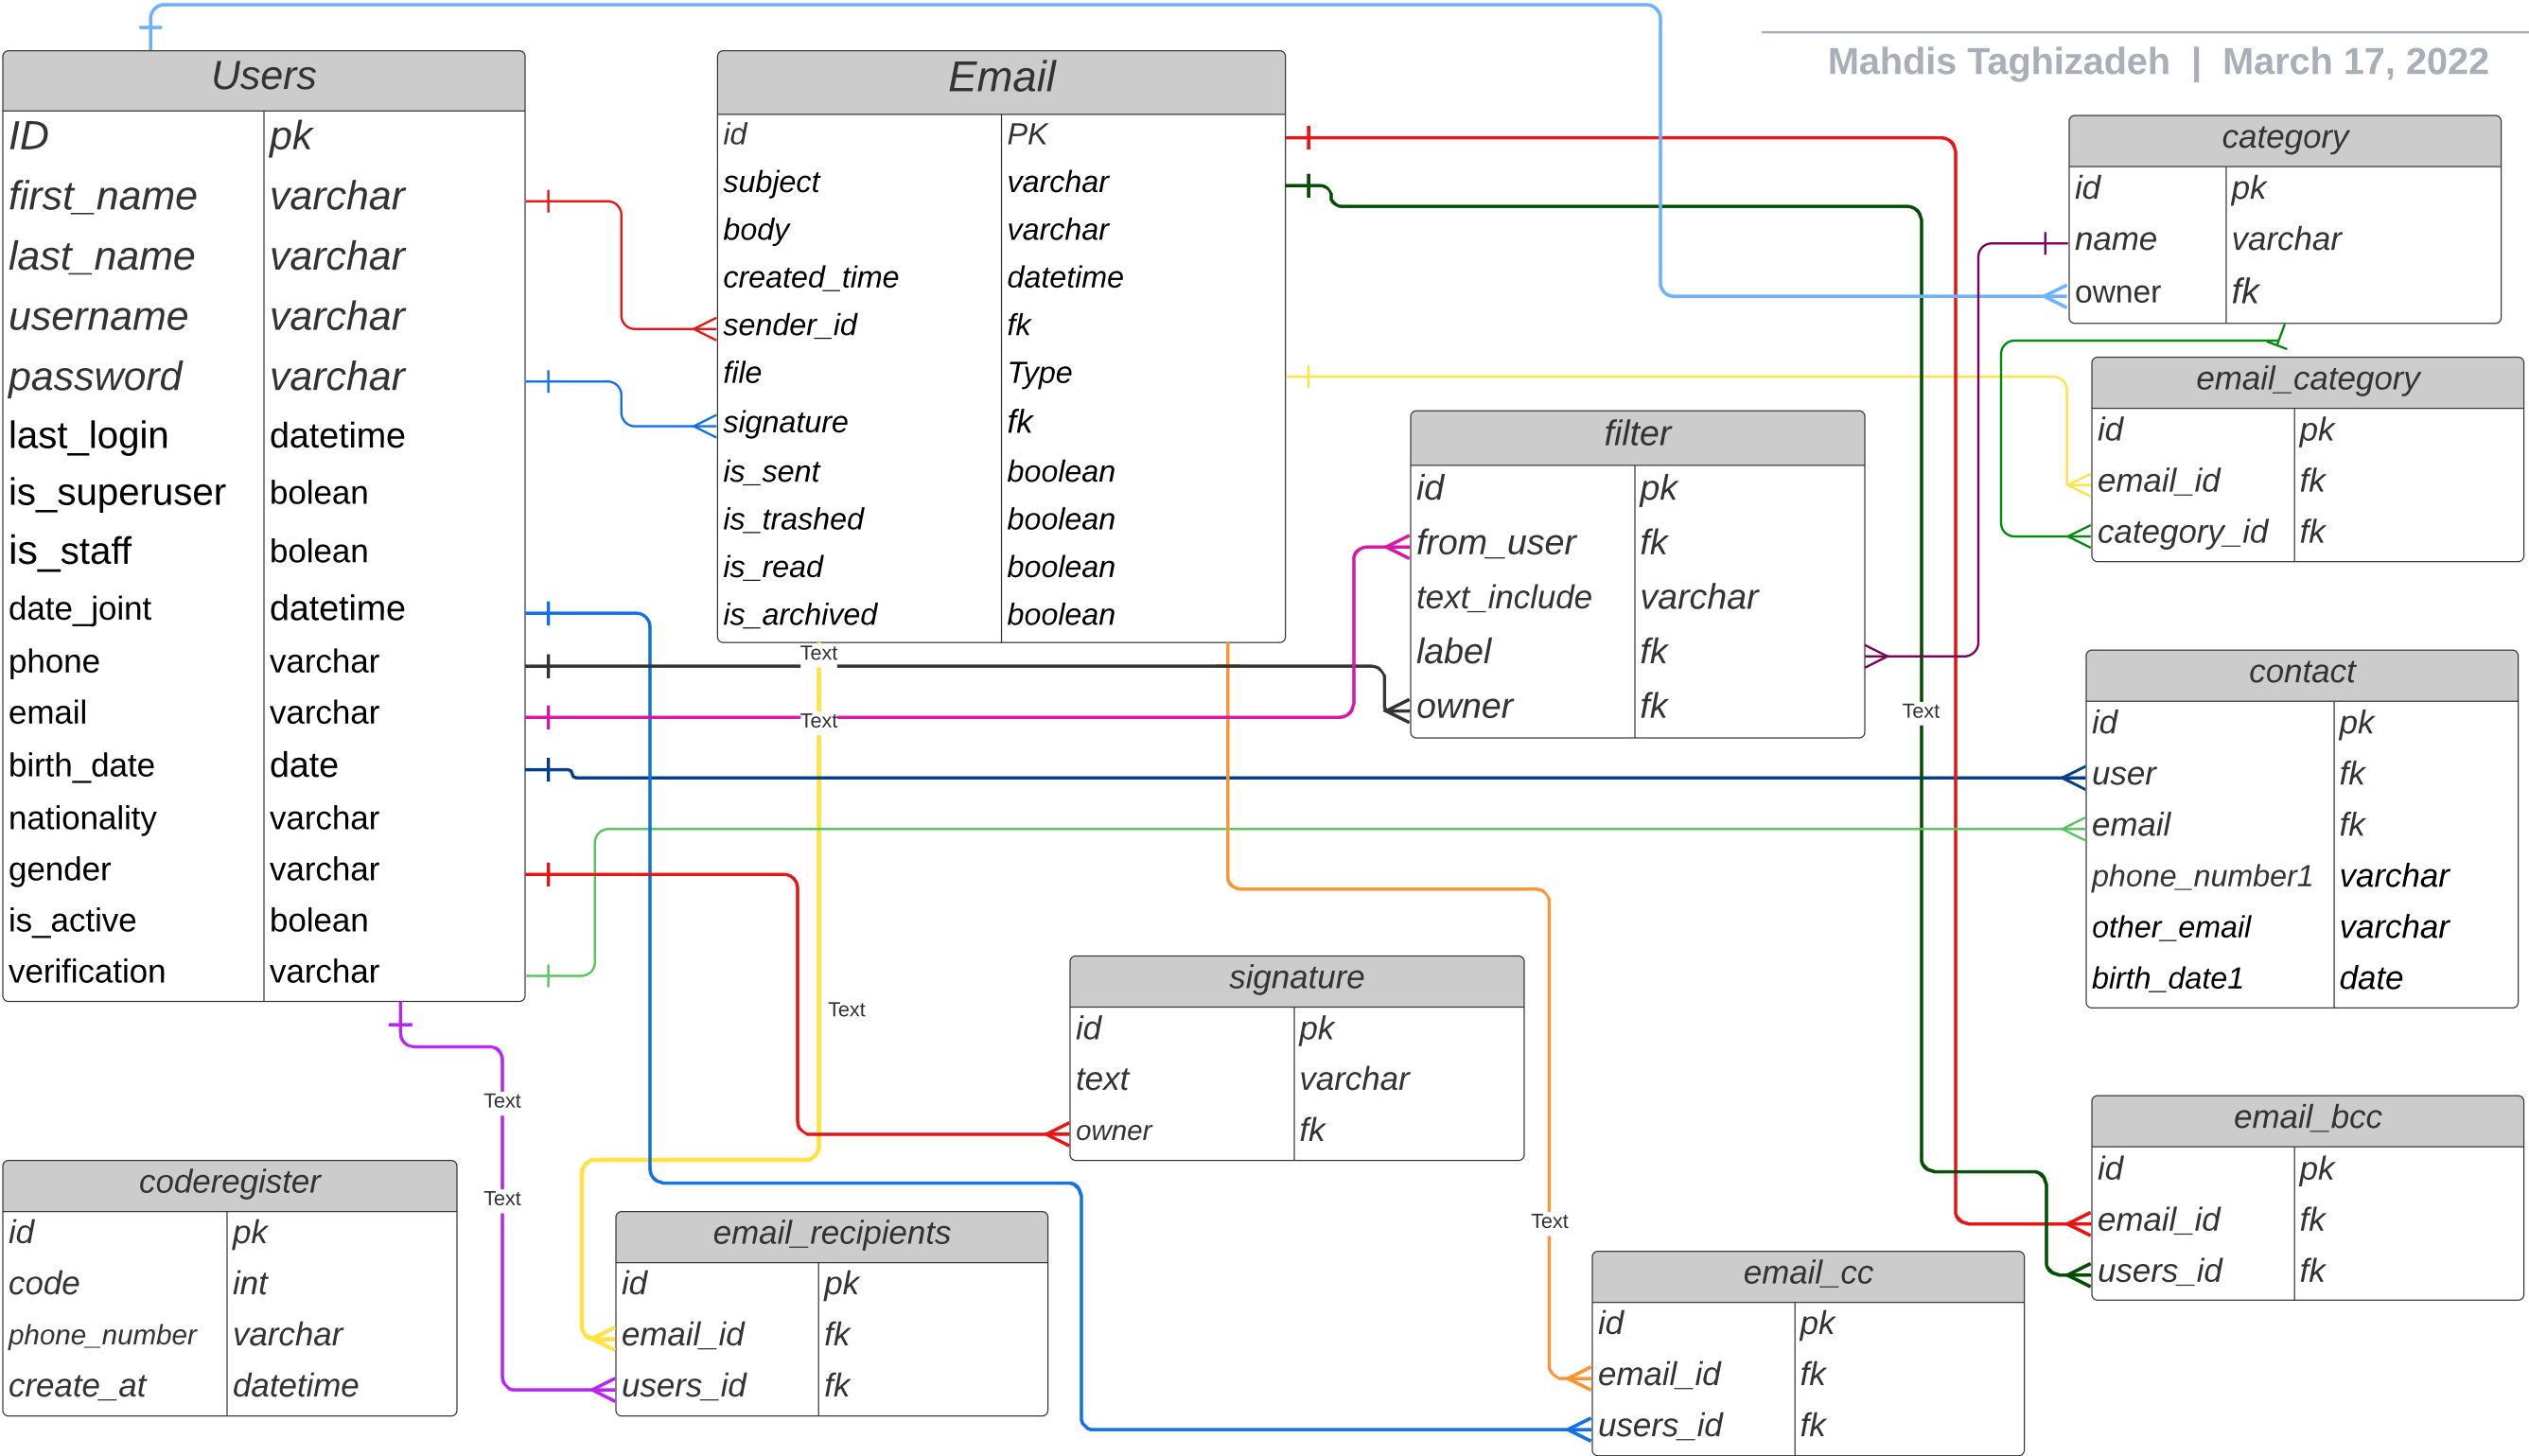 Mahdis Taghizadeh | March 17, 2022
Users
ID pk
first_name varchar
last_name varchar
username varchar
password varchar
last_login datetime
is_superuser bolean
is_staff bolean
date_joint datetime
phone varchar
email varchar
birth_date date
nationality varchar
gender varchar
is_active bolean
verification varchar
Email
id PK
subject varchar
body varchar
created_time datetime
sender_id fk
file Type
signature fk
is_sent boolean
is_trashed boolean
is_read boolean
is_archived boolean
category
id pk
name varchar
owner fk
email_category
id pk
email_id fk
category_id fk
filter
id pk
from_user fk
text_include varchar
label fk
owner fk
Text
Text
Text
contact
id pk
user fk
email fk
phone_number1 varchar
other_email varchar
birth_date1 date
signature
id pk
text varchar
owner fk
Text
Text
Text
Text
email_bcc
id pk
email_id fk
users_id fk
coderegister
id pk
code int
phone_number varchar
create_at datetime
email_recipients
id pk
email_id fk
users_id fk
email_cc
id pk
email_id fk
users_id fk